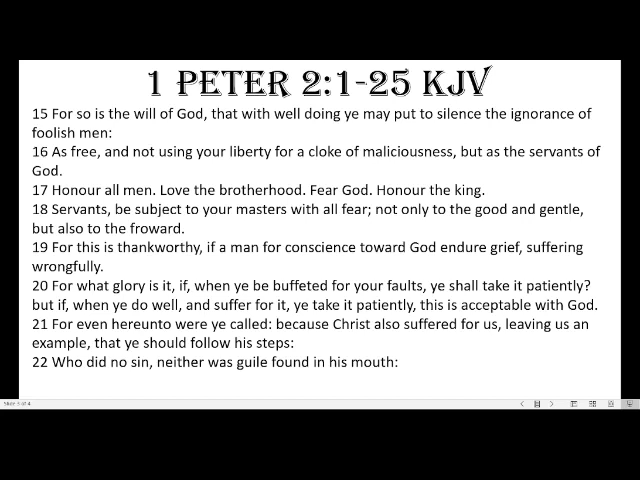 1 PETER 2:1-25 KJV
15 For so is the will of God, that with well doing ye may put to silence the ignorance of
foolish men:
16 As free, and not using your liberty for a cloke of maliciousness, but as the servants of
God.
17 Honour all men. Love the brotherhood. Fear God. Honour the king.
18 Servants, be subject to your masters with all fear; not only to the good and gentle,
but also to the froward.
19 For this is thankworthy, if a man for conscience toward God endure grief, suffering
wrongfully.
20 For what glory is it, if, when ye be buffeted for your faults, ye shall take it patiently?
but if, when ye do well, and suffer for it, ye take it patiently, this is acceptable with God.
21 For even hereunto were ye called: because Christ also suffered for us, leaving us an
example, that ye should follow his steps:
22 Who did no sin, neither was guile found in his mouth:
Slide 3 of 4